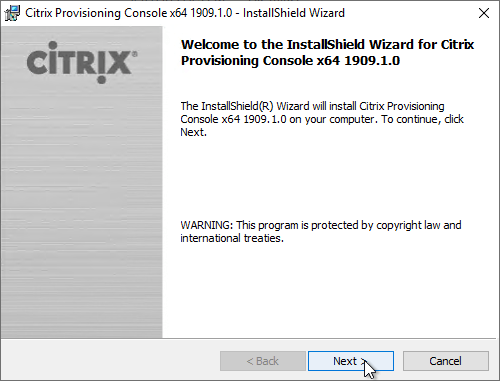 Citrix Provisioning Console x64 1909.1.0 - InstallShield Wizard
CiTRIX®
Welcome to the InstallShield Wizard for Citrix
Provisioning Console x64 1909.1.0
The InstallShield(R) Wizard will install Citrix Provisioning
Console x64 1909.1.0 on your computer. To continue, click
Next.
WARNING: This program is protected by copyright law and
international treaties.
< Back
Next >
Cancel